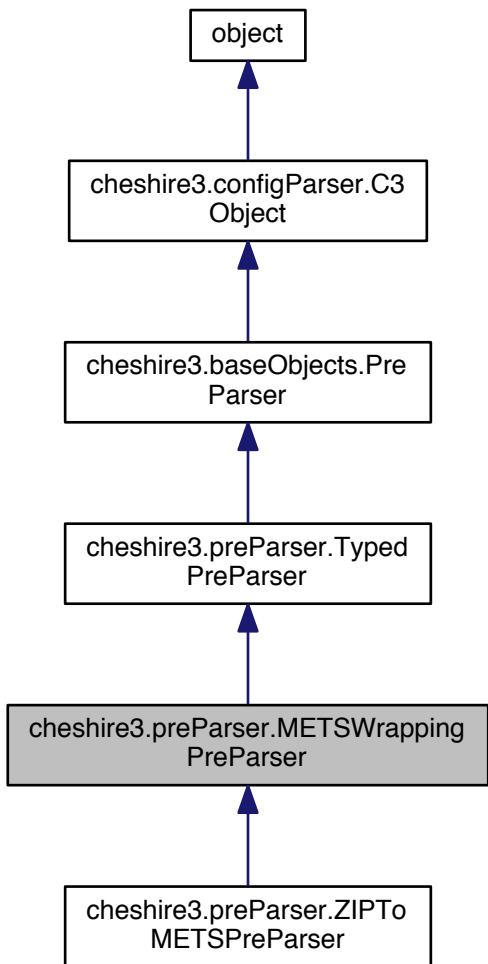 object
cheshire3.configParser.C3
Object
cheshire3.baseObjects.Pre
Parser
cheshire3.preParser.Typed
PreParser
cheshire3.preParser.METSWrapping
PreParser
cheshire3.preParser.ZIPTo
METSPreParser